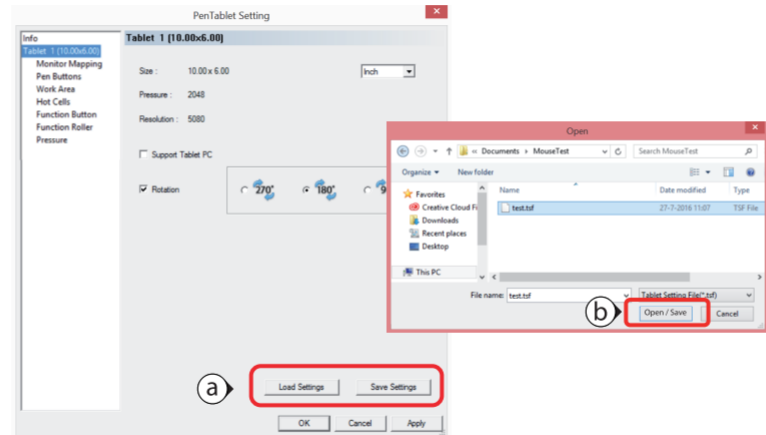 PenTablet Setting
Info
Tablet 1 (10.00x6.00)
Monitor Mapping
Pen Buttons
Work Area
Hot Cells
Function Button
Function Roller
Pressure
Tablet 1 (10.00x6.00)
Size : 10.00 x 6.00 Inch
Pressure : 2048
Resolution : 5080
Support Tablet PC
Rotation 270° 180° 9
a
Load Settings Save Settings
OK Cancel Apply
Open
« Documents › MouseTest Search MouseTest
Organize New folder
Favorites
Creative Cloud Fi
Downloads
Recent places
Desktop
This PC
Name Date modified Type
test.tsf 27-7-2016 11:07 TSF File
File name: test.tsf Tablet Setting File(*.tsf)
b
Open / Save Cancel